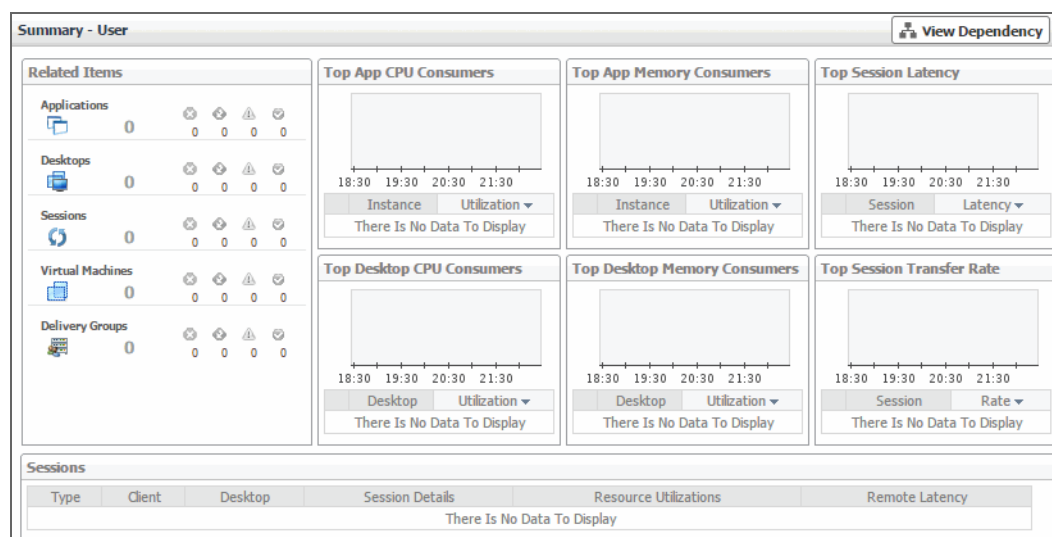 Summary - User
View Dependency
Related Items
Applications
0
0 0 0 0
Desktops
0
0 0 0 0
Sessions
0
0 0 0 0
Virtual Machines
0
0 0 0 0
Delivery Groups
0
0 0 0 0
Top App CPU Consumers
18:30 19:30 20:30 21:30
Instance Utilization
There Is No Data To Display
Top App Memory Consumers
18:30 19:30 20:30 21:30
Instance Utilization
There Is No Data To Display
Top Session Latency
18:30 19:30 20:30 21:30
Session Latency
There Is No Data To Display
Top Desktop CPU Consumers
18:30 19:30 20:30 21:30
Desktop Utilization
There Is No Data To Display
Top Desktop Memory Consumers
18:30 19:30 20:30 21:30
Desktop Utilization
There Is No Data To Display
Top Session Transfer Rate
18:30 19:30 20:30 21:30
Session Rate
There Is No Data To Display
Sessions
Type Client Desktop Session Details Resource Utilizations Remote Latency
There Is No Data To Display